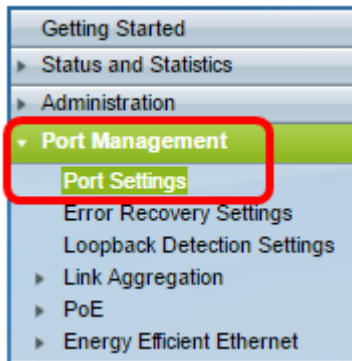 Getting Started
Status and Statistics
Administration
Port Management
Port Settings
Error Recovery Settings
Loopback Detection Settings
Link Aggregation
PoE
Energy Efficient Ethernet